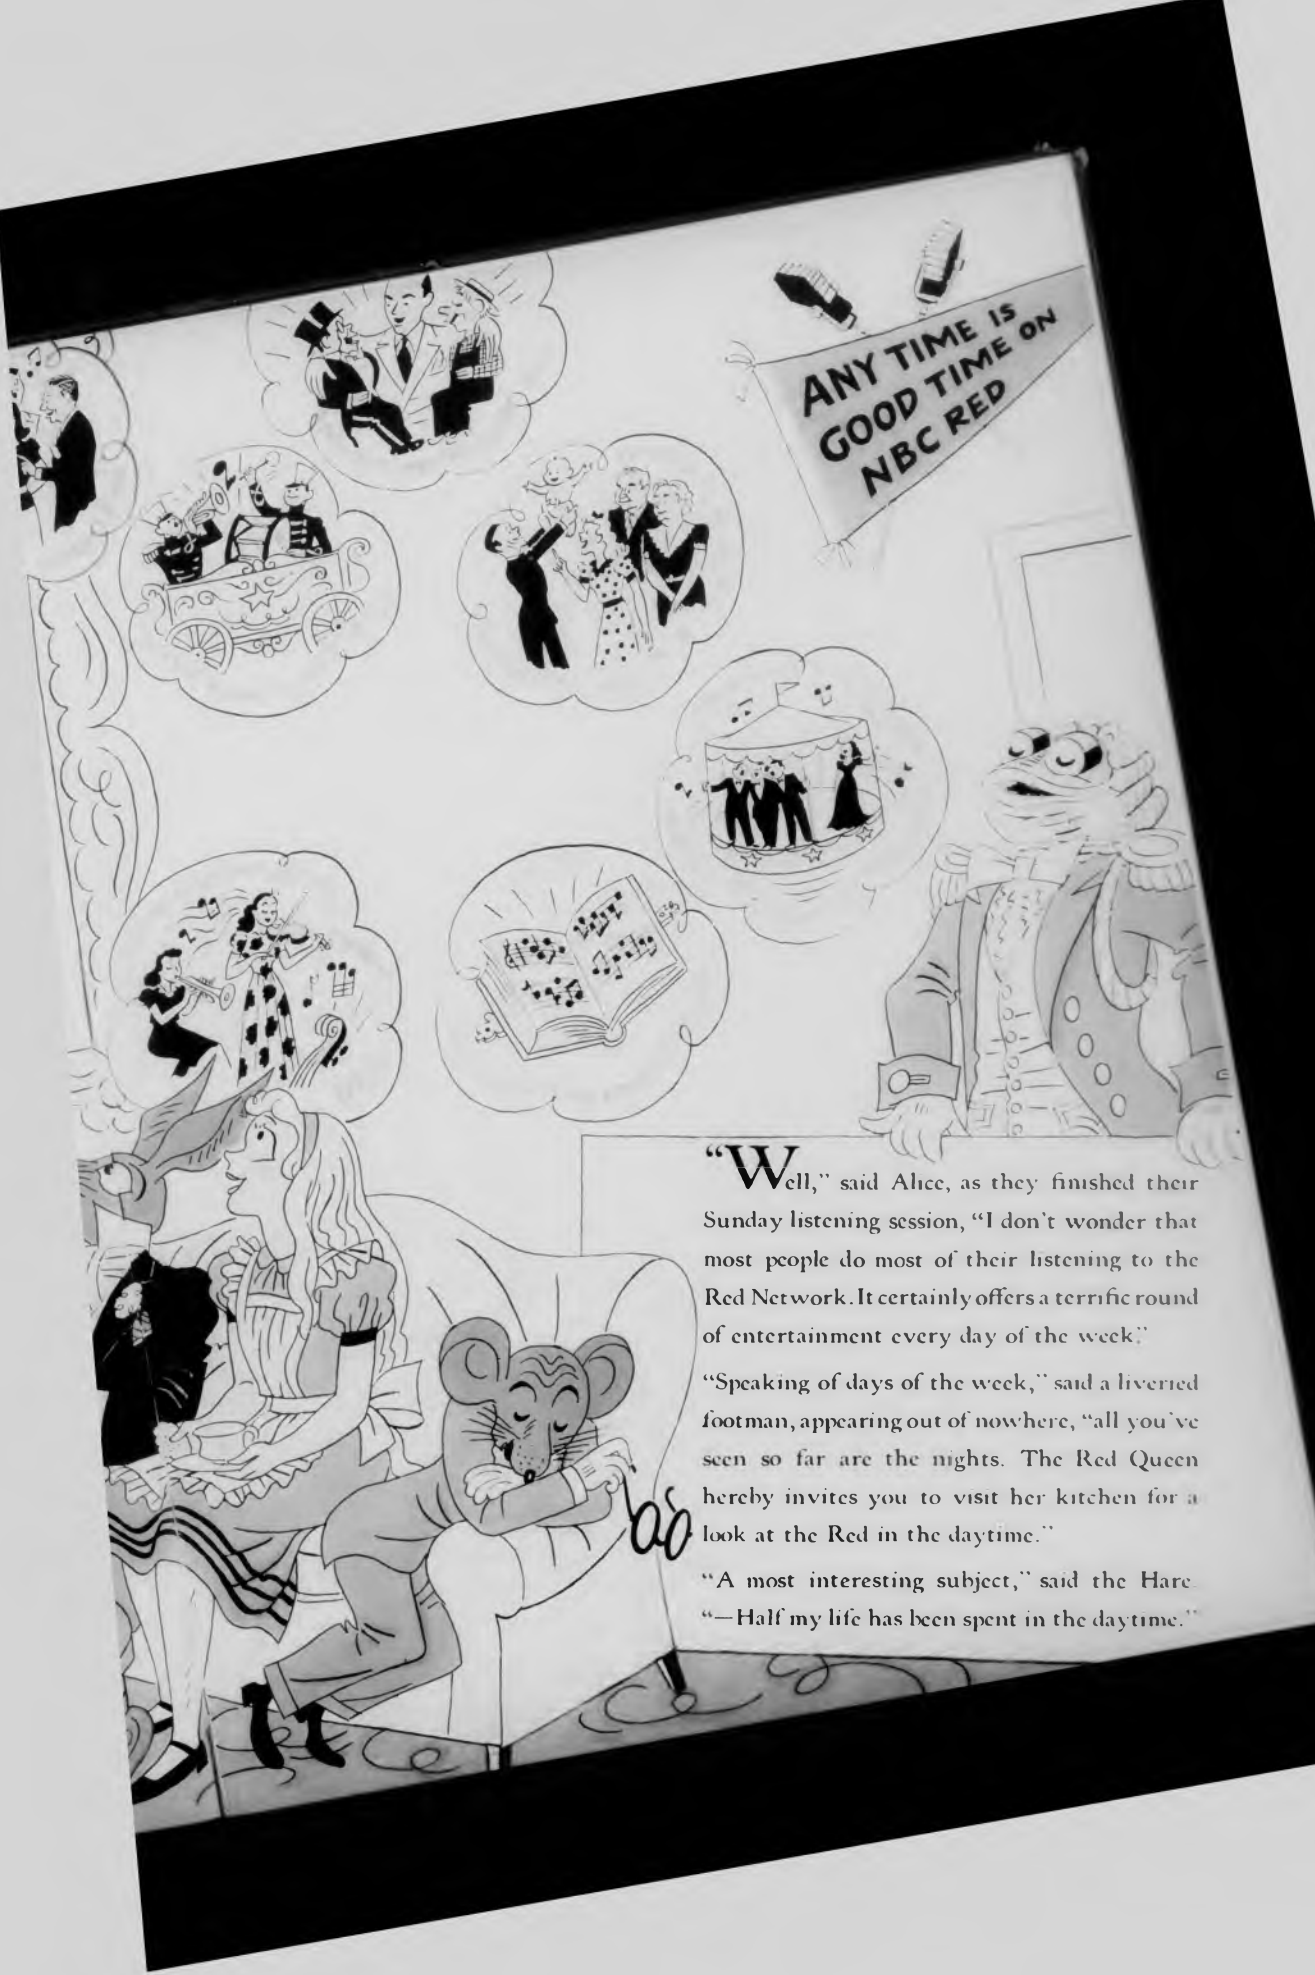 ANY TIME IS
GOOD TIME ON
NBC RED
“Well,” said Alice, as they finished their
Sunday listening session, “I don't wonder that
most people do most of their listening to the
Red Network. It certainly offers a terrific round
of entertainment every day of the week.”
“Speaking of days of the week,” said a liveried
footman, appearing out of nowhere, “all you've
seen so far are the nights. The Red Queen
hereby invites you to visit her kitchen for a
look at the Red in the daytime.”
“A most interesting subject,” said the Hare
“—Half my life has been spent in the daytime.”